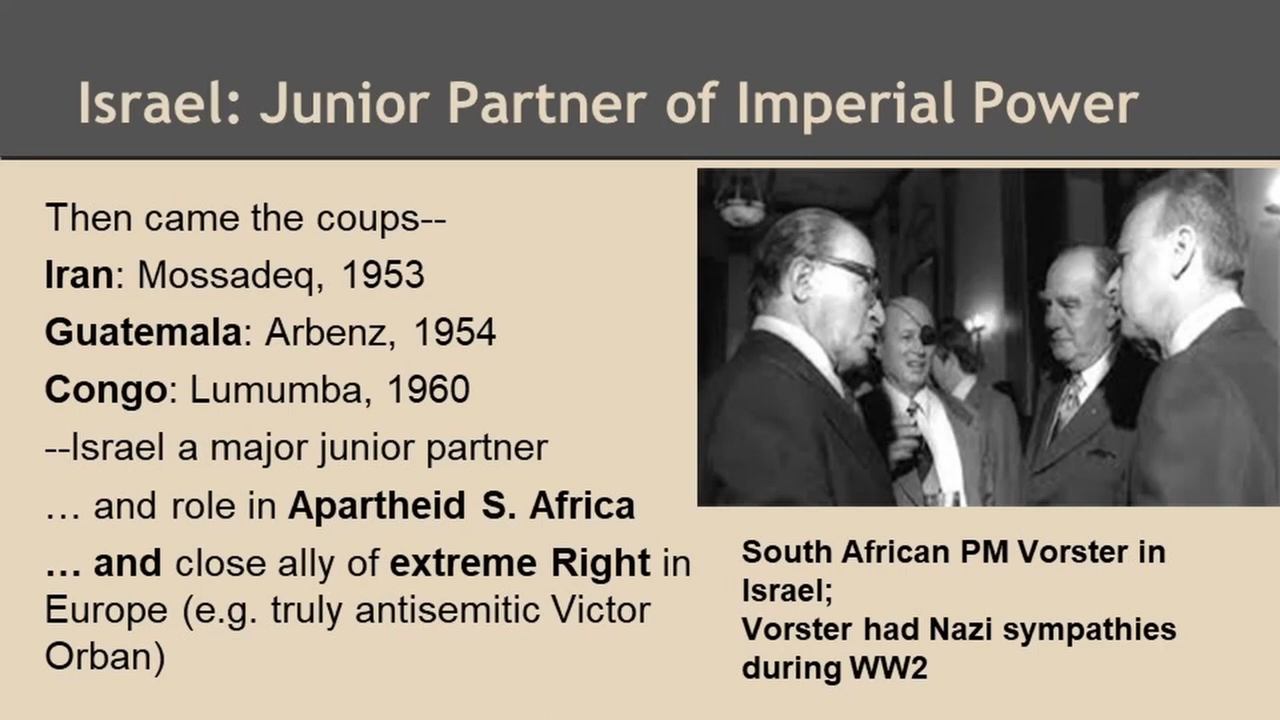 Israel: Junior Partner of Imperial Power
Then came the coups--
Iran: Mossadeq, 1953
Guatemala: Arbenz, 1954
Congo: Lumumba, 1960
--Israel a major junior partner
… and role in Apartheid S. Africa
… and close ally of extreme Right in
Europe (e.g. truly antisemitic Victor
Orban)
South African PM Vorster in
Israel;
Vorster had Nazi sympathies
during WW2